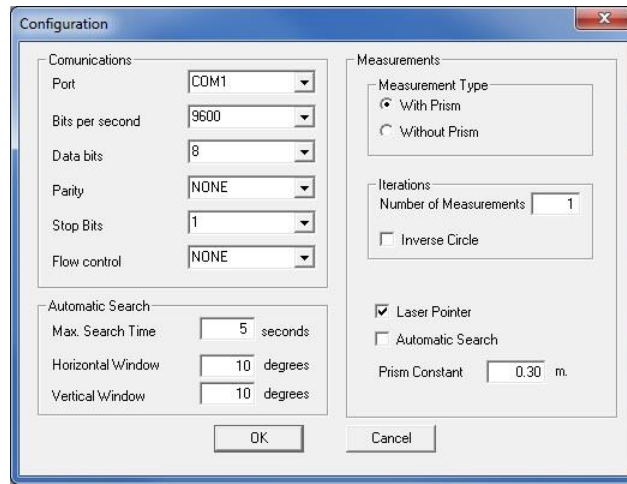 Configuration
Comunications
Port COM1
Bits per second 9600
Data bits 8
Parity NONE
Stop Bits 1
Flow control NONE
Automatic Search
Max. Search Time 5 seconds
Horizontal Window 10 degrees
Vertical Window 10 degrees
Measurements
Measurement Type
With Prism
Without Prism
Iterations
Number of Measurements 1
Inverse Circle
Laser Pointer
Automatic Search
Prism Constant 0.30 m.
OK
Cancel